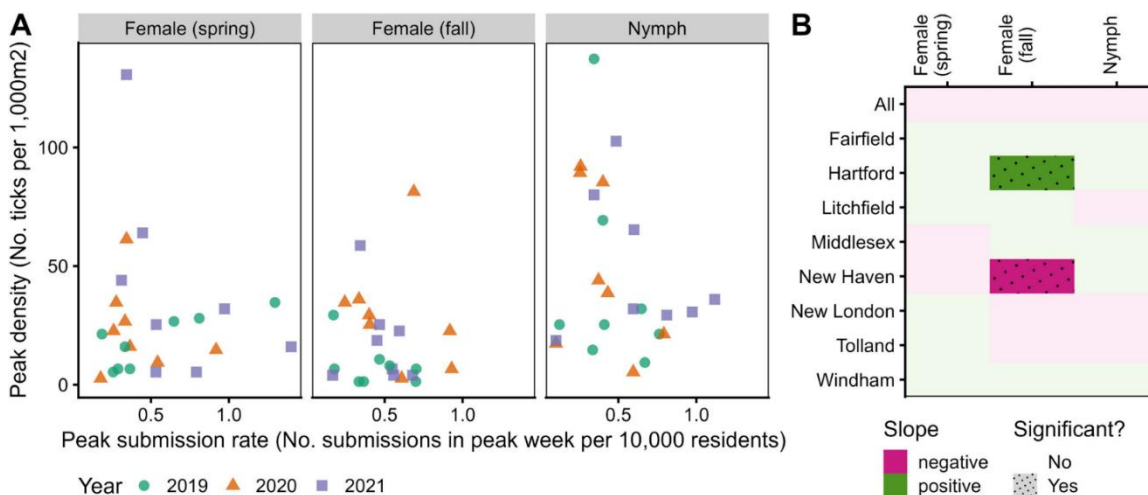 A
Female (spring)
Female (fall)
Nymph
Peak density (No. ticks per 1,000m2)
100
50
0
0.5
1.0
0.5
1.0
0.5
1.0
Peak submission rate (No. submissions in peak week per 10,000 residents)
Year
2019
2020
2021
B
Female
(spring)
Female
(fall)
Nymph
All
Fairfield
Hartford
Litchfield
Middlesex
New Haven
New London
Tolland
Windham
Slope
negative
positive
Significant?
No
Yes